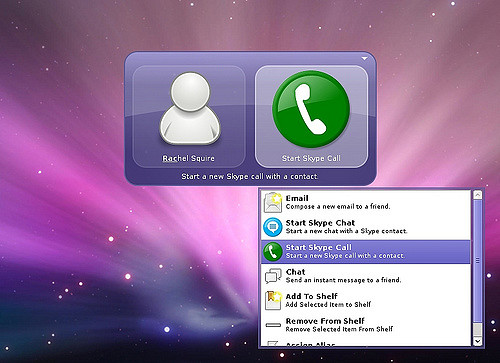 Rachel Squire
Start Skype Call
Start a new Skype call with a contact.
Email
Compose a new email to a friend.
Start Skype Chat
Start a new chat with a Skype contact.
Start Skype Call
Start a new Skype call with a contact.
Chat
Send an instant message to a friend.
Add To Shelf
Add Selected Item to Shelf
Remove From Shelf
Remove Selected Item From Shelf
Assign Alias